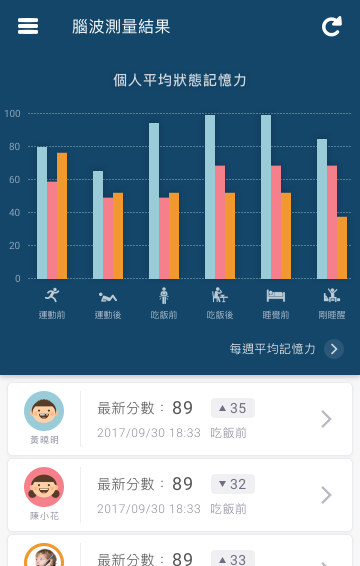 腦波測量結果
個人平均狀態記憶力
100
80
60
40
20
0
運動前 運動後 吃飯前 吃飯後 睡覺前 剛睡醒
每週平均記憶力
最新分數： 89 35
2017/09/30 18:33 吃飯前
黃曉明
最新分數： 89 32
2017/09/30 18:33 吃飯前
陳小花
最新分數： 89 33